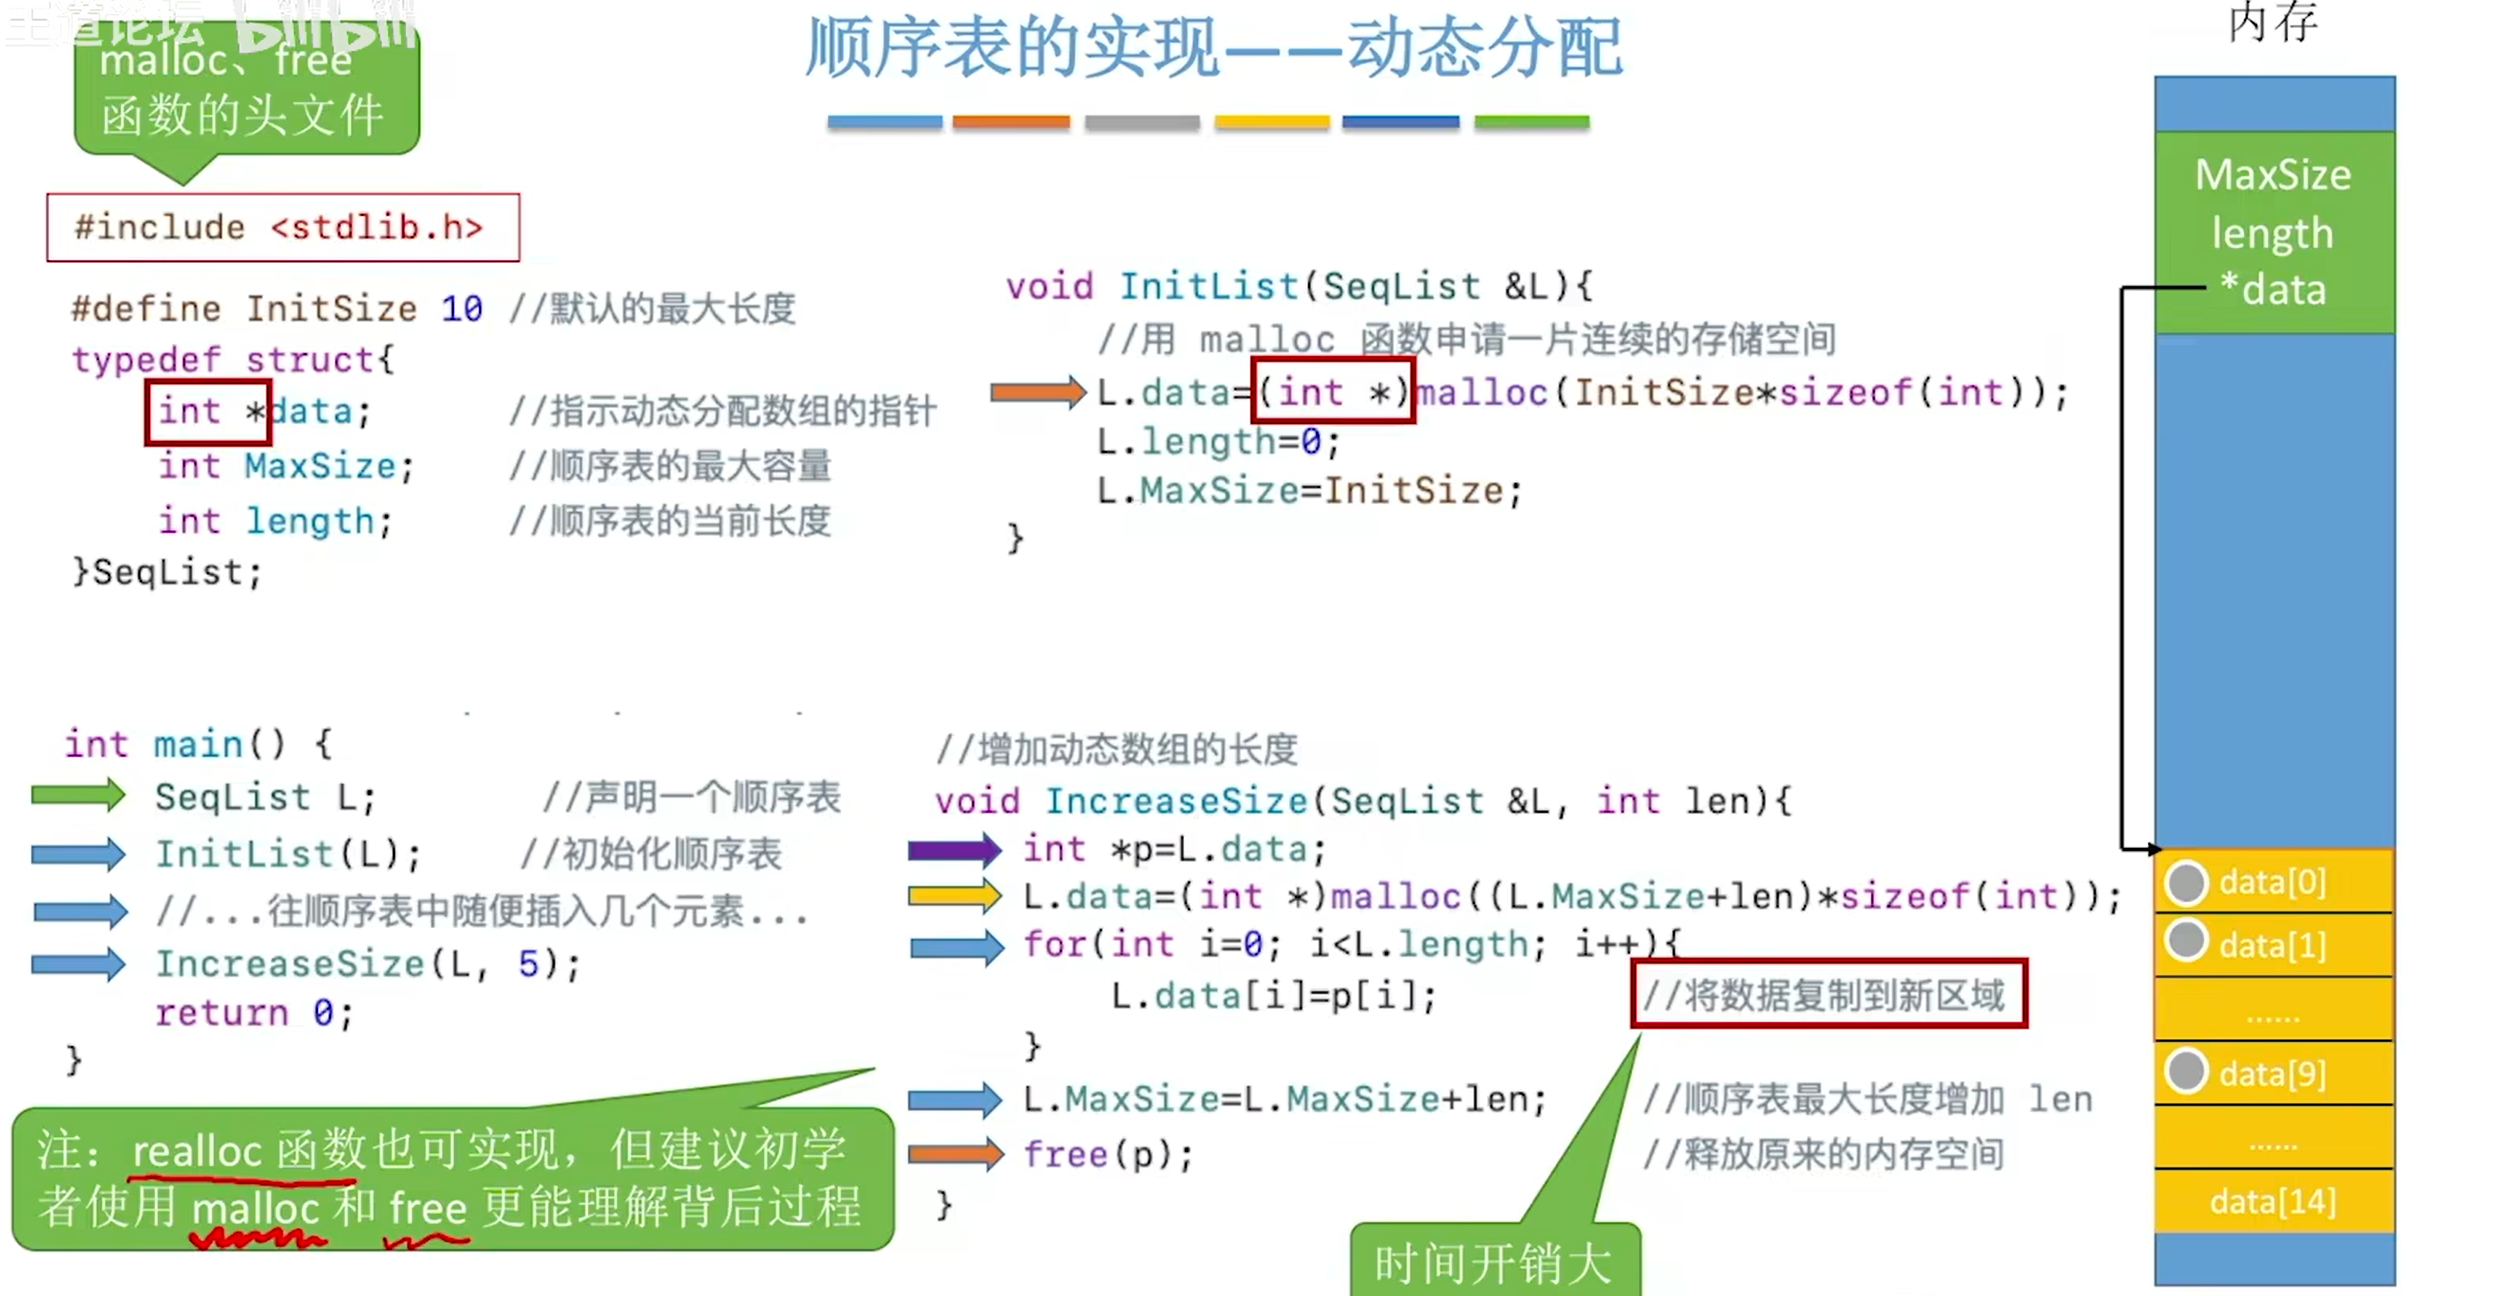 王道论坛 bilibili
malloc、free
函数的头文件
顺序表的实现——动态分配
#include <stdlib.h>
#define InitSize 10 //默认的最大长度
typedef struct{
int *data; //指示动态分配数组的指针
int MaxSize; //顺序表的最大容量
int length; //顺序表的当前长度
}SeqList;
void InitList(SeqList &L){
//用 malloc 函数申请一片连续的存储空间
L.data=(int *)malloc(InitSize*sizeof(int));
L.length=0;
L.MaxSize=InitSize;
}
int main() {
SeqList L; //声明一个顺序表
InitList(L); //初始化顺序表
//...往顺序表中随便插入几个元素...
IncreaseSize(L, 5);
return 0;
}
注：realloc 函数也可实现，但建议初学
者使用 malloc 和 free 更能理解背后过程
//增加动态数组的长度
void IncreaseSize(SeqList &L, int len){
int *p=L.data;
L.data=(int *)malloc((L.MaxSize+len)*sizeof(int));
for(int i=0; i<L.length; i++){
L.data[i]=p[i]; //将数据复制到新区域
}
L.MaxSize=L.MaxSize+len; //顺序表最大长度增加 len
free(p); //释放原来的内存空间
}
时间开销大
内存
MaxSize
length
*data
data[0]
data[1]
......
data[9]
......
data[14]